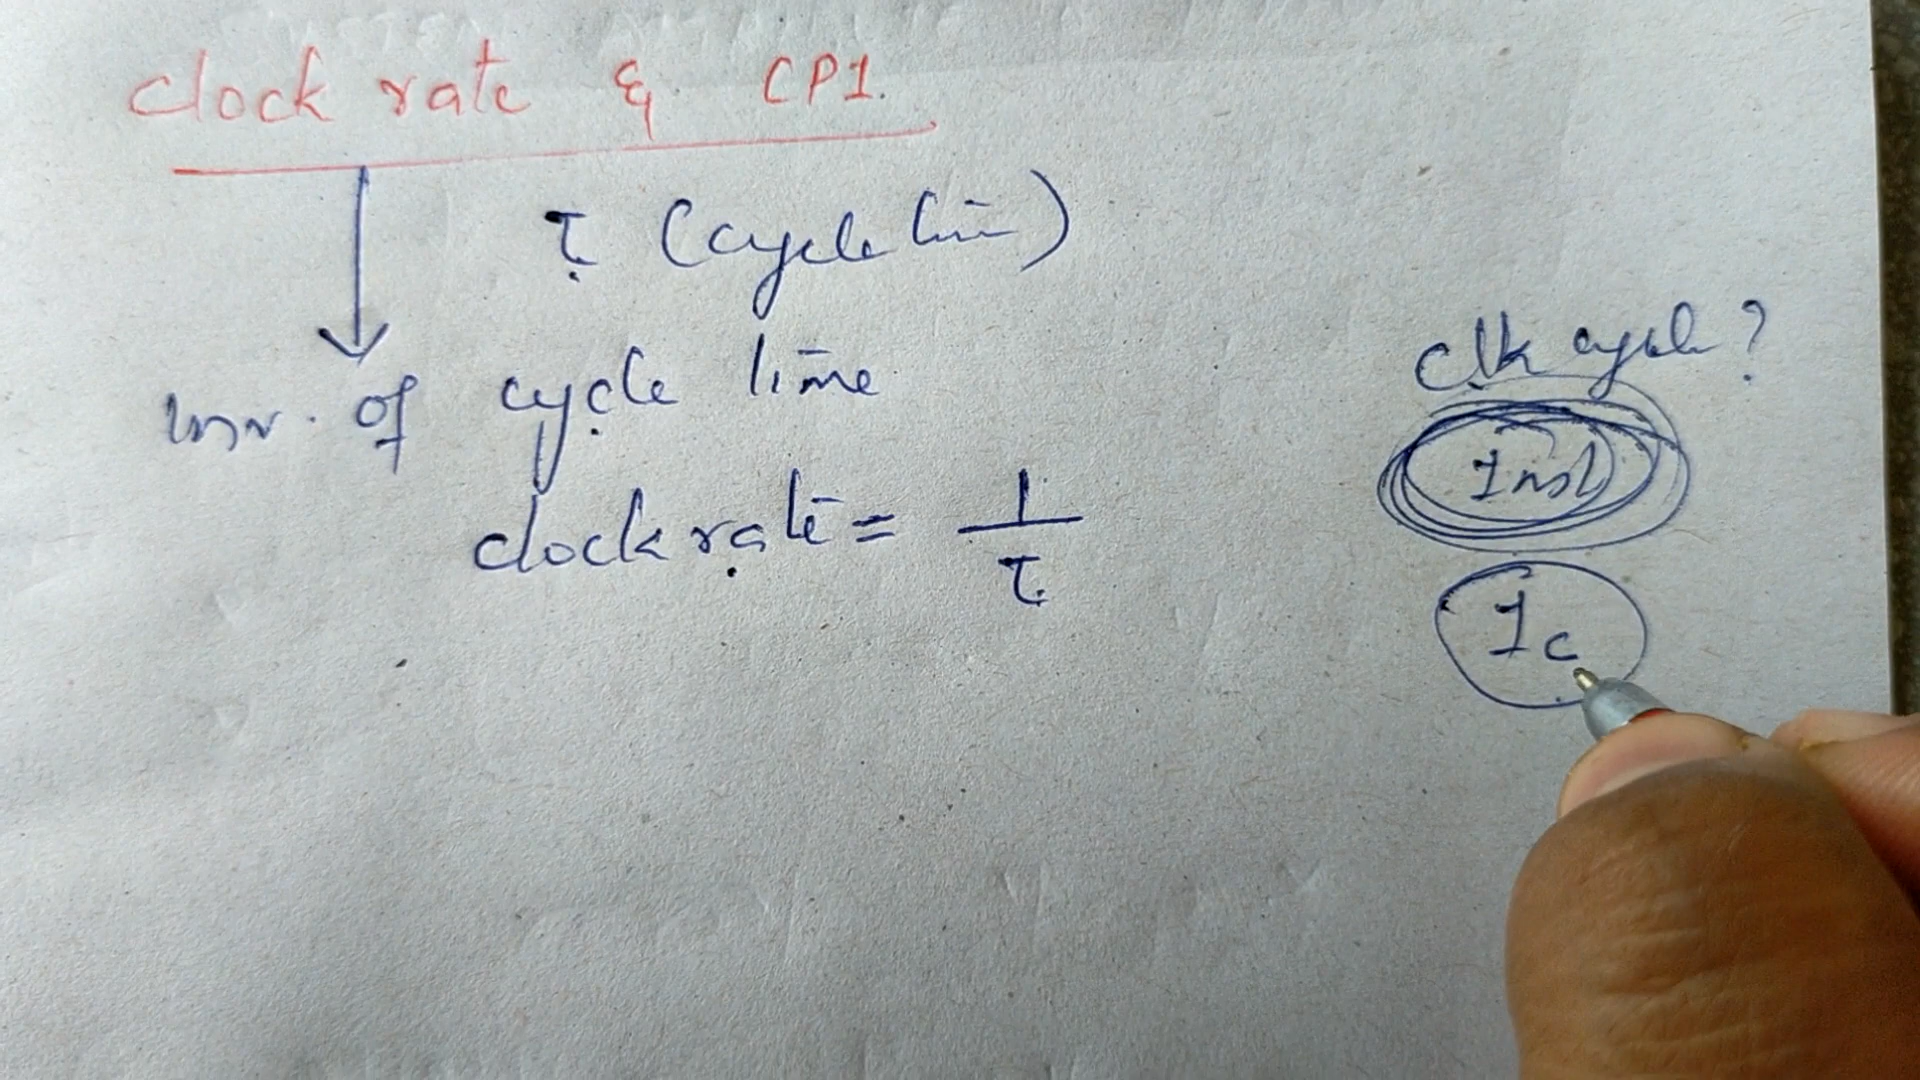 clock rate & CPI.
τ (cycle time)
inv. of cycle time
clock rate = 1/τ
clk cycle?
Inst
Ic